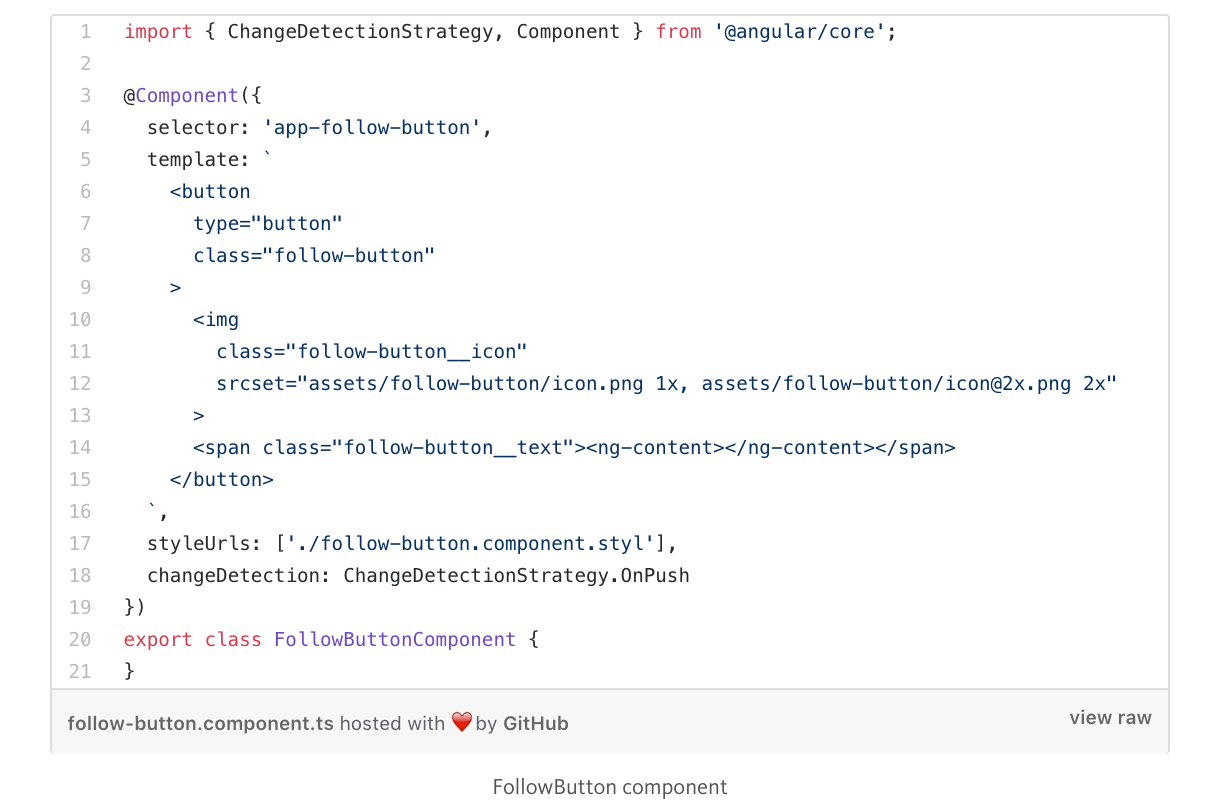 1 import { ChangeDetectionStrategy, Component } from '@angular/core';
2
3 @Component({
4   selector: 'app-follow-button',
5   template: `
6     <button
7       type="button"
8       class="follow-button"
9     >
10       <img
11         class="follow-button__icon"
12         srcset="assets/follow-button/icon.png 1x, assets/follow-button/icon@2x.png 2x"
13       >
14       <span class="follow-button__text"><ng-content></ng-content></span>
15     </button>
16   `,
17   styleUrls: ['./follow-button.component.styl'],
18   changeDetection: ChangeDetectionStrategy.OnPush
19 })
20 export class FollowButtonComponent {
21 }
follow-button.component.ts hosted with ❤ by GitHub view raw
FollowButton component